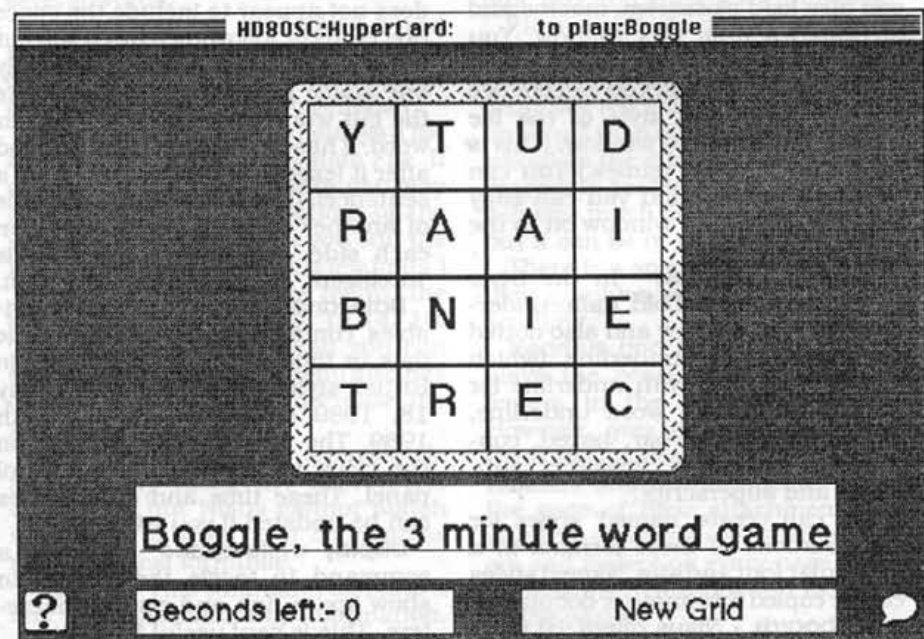 HD80SC:HyperCard: to play:Boggle
Y T U D
R A A I
B N I E
T R E C
Boggle, the 3 minute word game
? Seconds left:- 0 New Grid